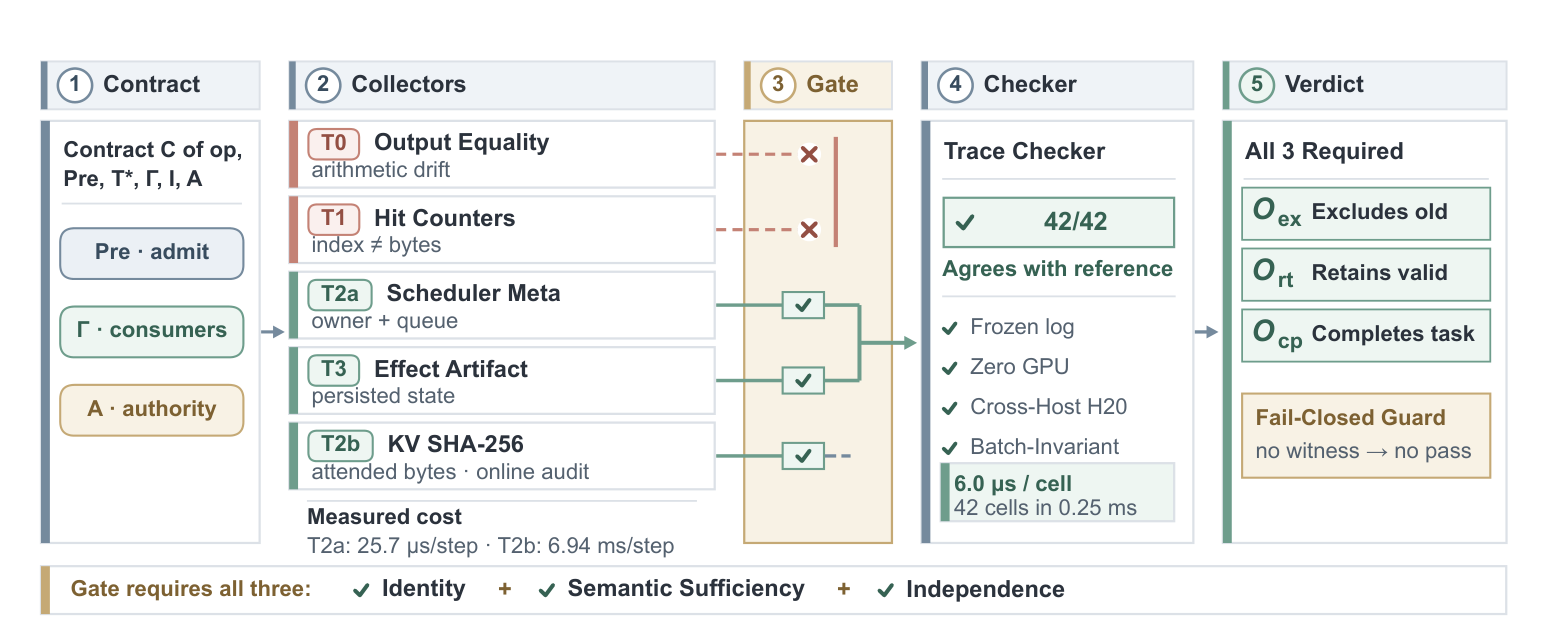 1 Contract
Contract C of op,
Pre, T*, Γ, I, A
Pre · admit
Γ · consumers
A · authority
2 Collectors
T0 Output Equality
arithmetic drift
T1 Hit Counters
index ≠ bytes
T2a Scheduler Meta
owner + queue
T3 Effect Artifact
persisted state
T2b KV SHA-256
attended bytes · online audit
Measured cost
T2a: 25.7 µs/step · T2b: 6.94 ms/step
3 Gate
4 Checker
Trace Checker
42/42
Agrees with reference
Frozen log
Zero GPU
Cross-Host H20
Batch-Invariant
6.0 µs / cell
42 cells in 0.25 ms
5 Verdict
All 3 Required
Oex Excludes old
Ort Retains valid
Ocp Completes task
Fail-Closed Guard
no witness → no pass
Gate requires all three: ✓ Identity + ✓ Semantic Sufficiency + ✓ Independence